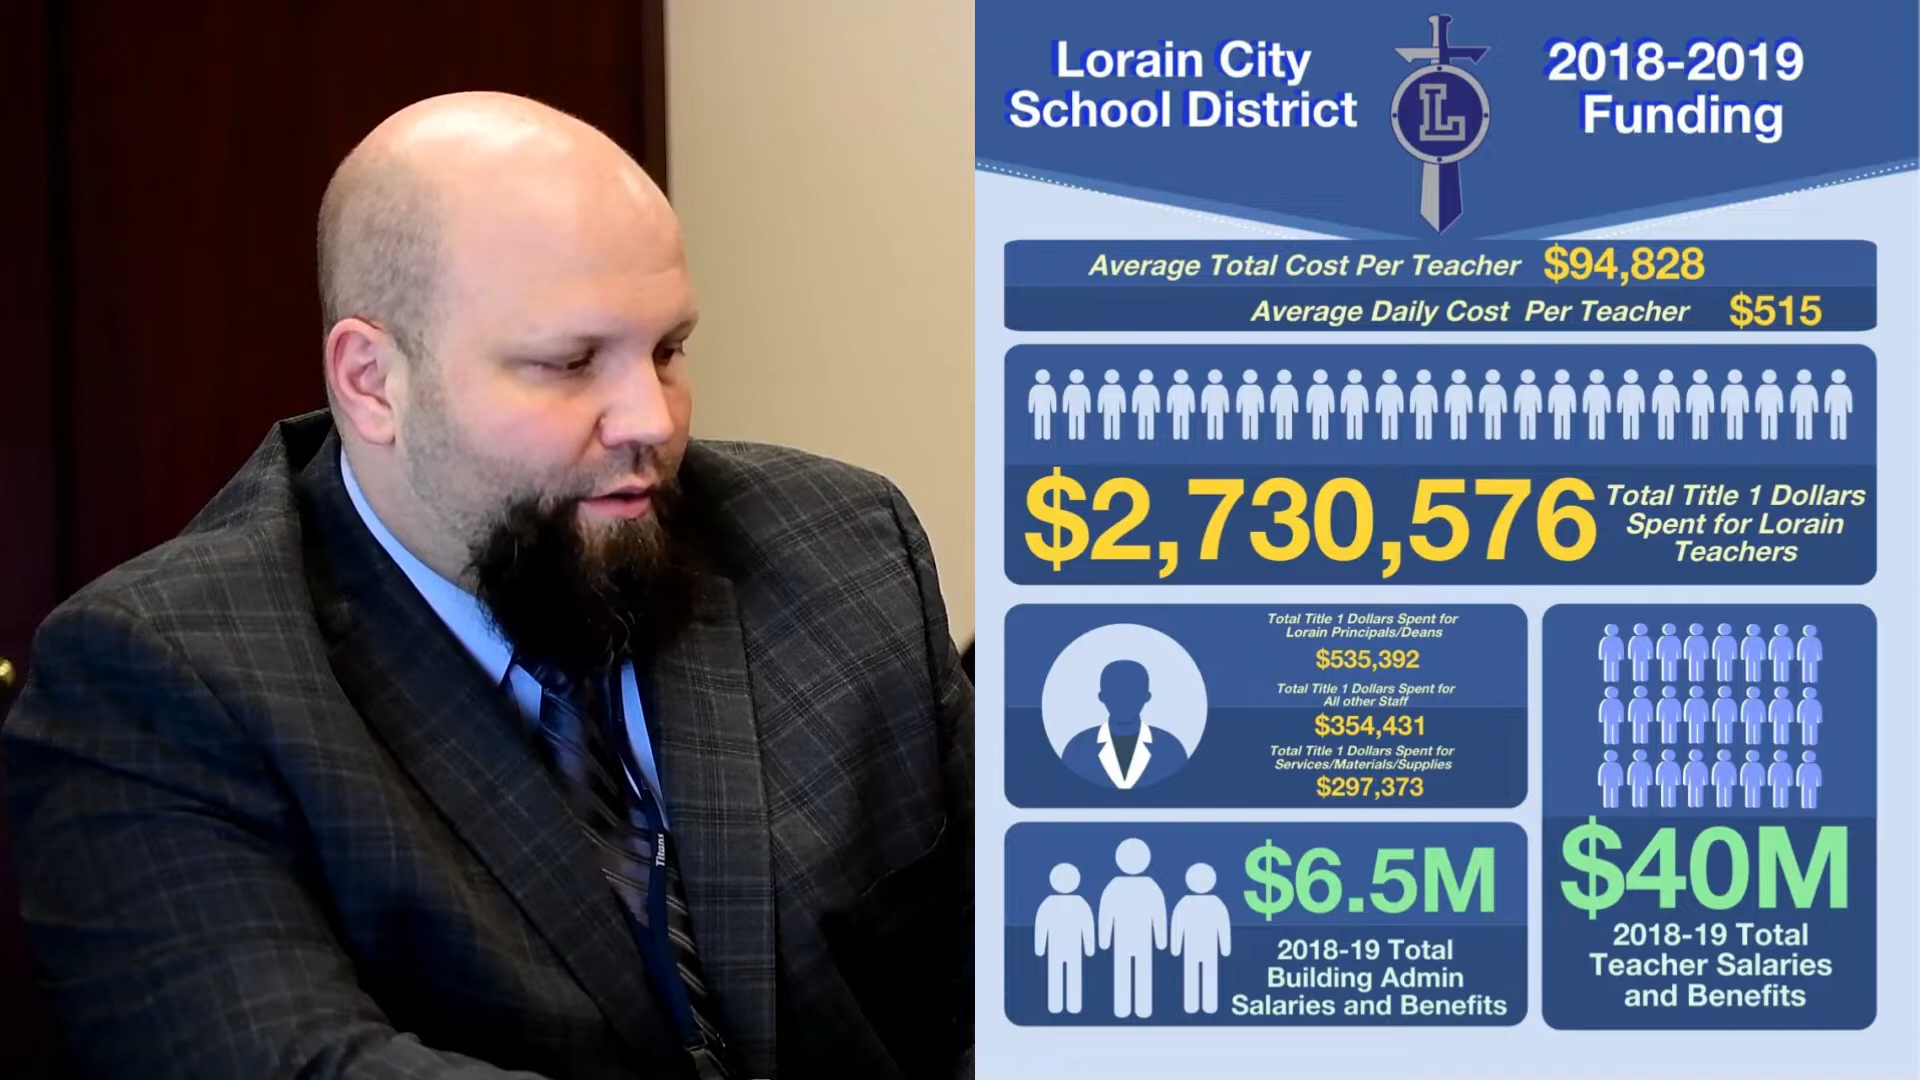 Lorain City
School District
L
2018-2019
Funding
Average Total Cost Per Teacher $94,828
Average Daily Cost Per Teacher $515
$2,730,576
Total Title 1 Dollars
Spent for Lorain
Teachers
Total Title 1 Dollars Spent for
Lorain Principals/Deans
$535,392
Total Title 1 Dollars Spent for
All other Staff
$354,431
Total Title 1 Dollars Spent for
Services/Materials/Supplies
$297,373
$6.5M
2018-19 Total
Building Admin
Salaries and Benefits
$40M
2018-19 Total
Teacher Salaries
and Benefits
Titans